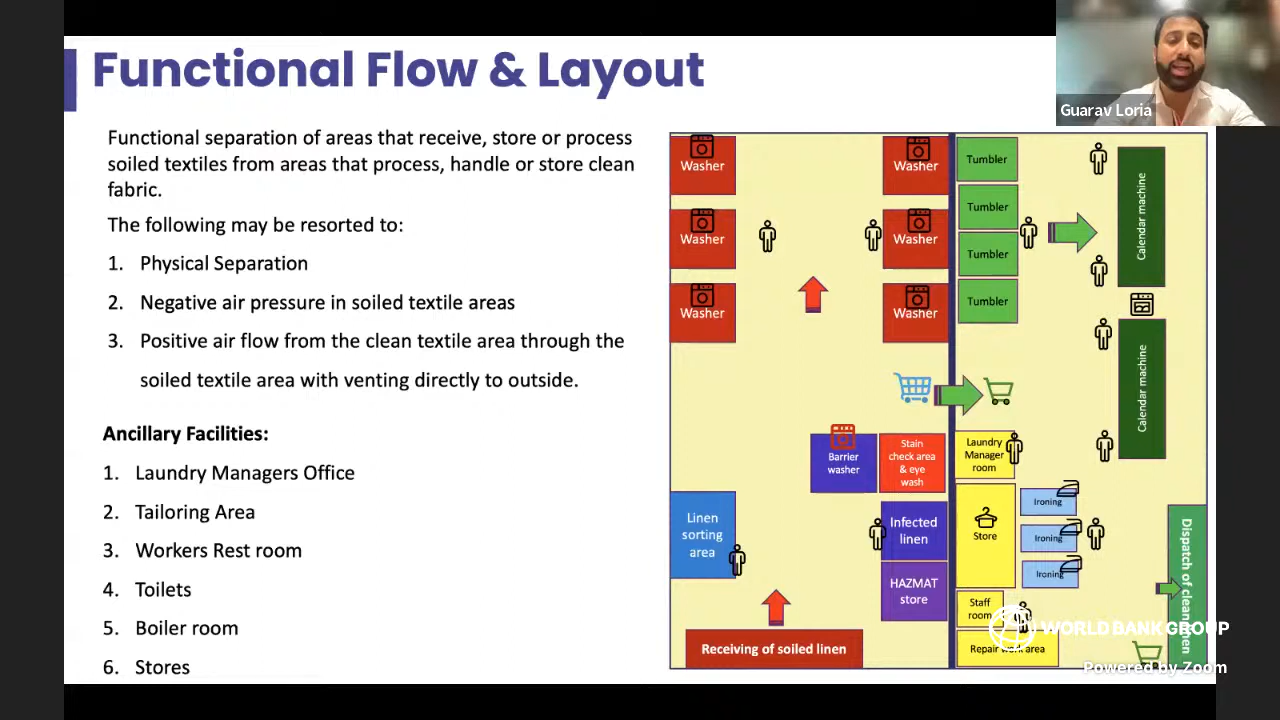 Functional Flow & Layout
Guarav Loria
Functional separation of areas that receive, store or process
soiled textiles from areas that process, handle or store clean
fabric.
The following may be resorted to:
1. Physical Separation
2. Negative air pressure in soiled textile areas
3. Positive air flow from the clean textile area through the
soiled textile area with venting directly to outside.
Ancillary Facilities:
1. Laundry Managers Office
2. Tailoring Area
3. Workers Rest room
4. Toilets
5. Boiler room
6. Stores
Washer
Washer
Tumbler
Tumbler
Washer
Washer
Tumbler
Washer
Washer
Tumbler
Calendar machine
Calendar machine
Barrier
washer
Stain
check area
& eye
wash
Laundry
Manager
room
Linen
sorting
area
Infected
linen
HAZMAT
store
Store
Ironing
Ironing
Ironing
Staff
room
Repair work area
Receiving of soiled linen
Dispatch of clean linen
WORLD BANK GROUP
Powered by Zoom